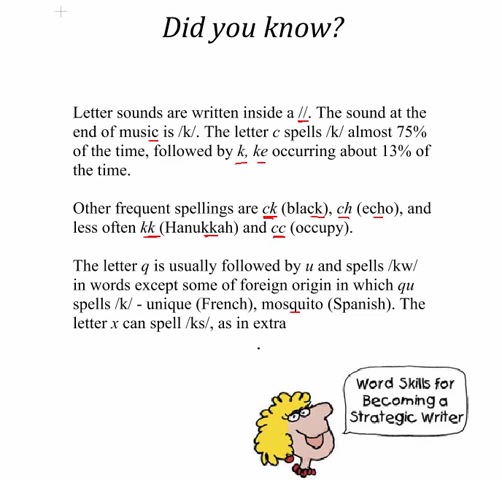 Did you know?
Letter sounds are written inside a //. The sound at the
end of music is /k/. The letter c spells /k/ almost 75%
of the time, followed by k, ke occurring about 13% of
the time.
Other frequent spellings are ck (black), ch (echo), and
less often kk (Hanukkah) and cc (occupy).
The letter q is usually followed by u and spells /kw/
in words except some of foreign origin in which qu
spells /k/ - unique (French), mosquito (Spanish). The
letter x can spell /ks/, as in extra
.
Word Skills for
Becoming a
Strategic Writer